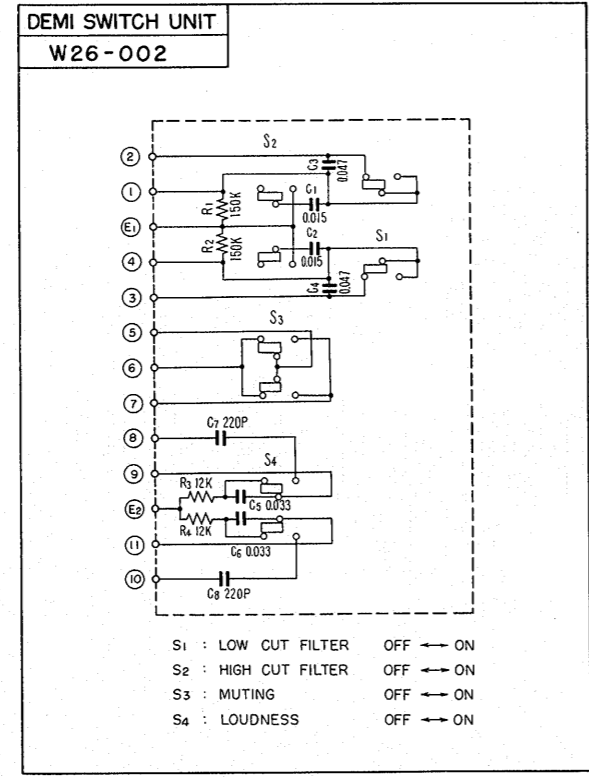 DEMI SWITCH UNIT
W26-002
S2
2
C3
0.047
1
R1
150K
C1
0.015
E1
R2
150K
C2
0.015
S1
4
C4
0.047
3
5
S3
6
7
8
C7 220P
9
S4
R3 12K
C5 0.033
E2
R4 12K
C6 0.033
11
10
C8 220P
S1 : LOW CUT FILTER OFF ↔ ON
S2 : HIGH CUT FILTER OFF ↔ ON
S3 : MUTING OFF ↔ ON
S4 : LOUDNESS OFF ↔ ON